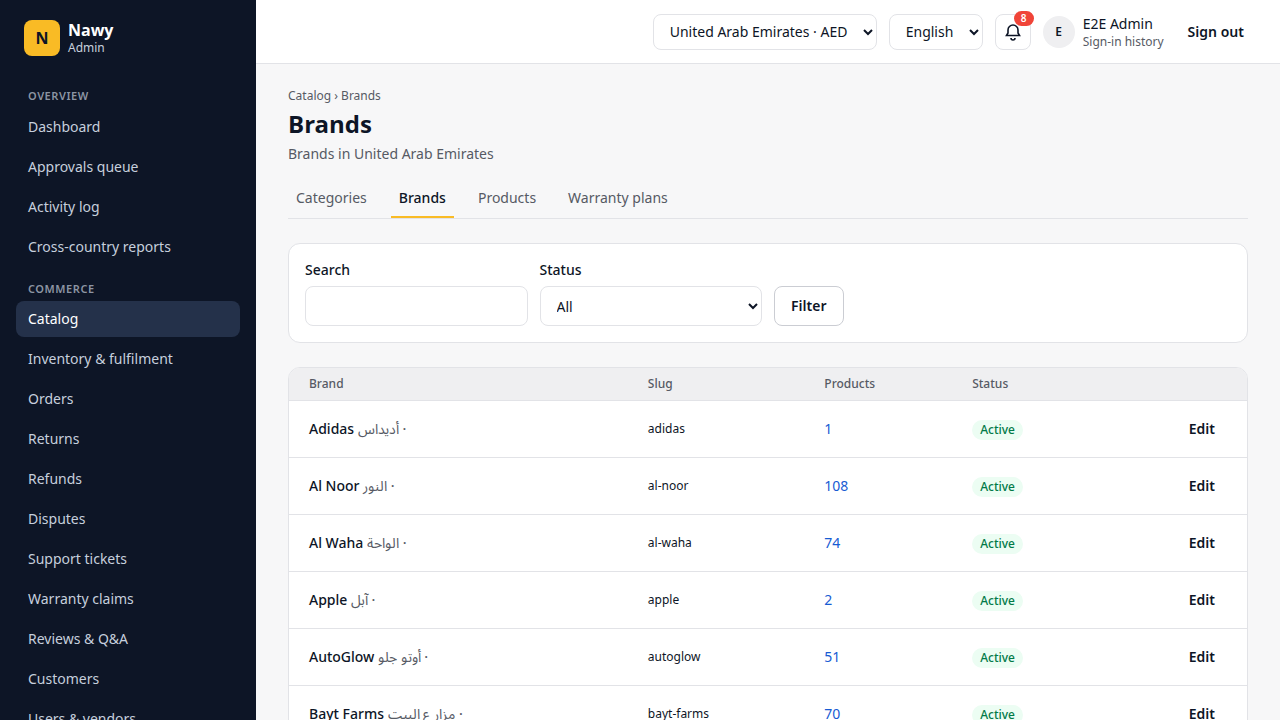 N
Nawy
Admin
OVERVIEW
Dashboard
Approvals queue
Activity log
Cross-country reports
COMMERCE
Catalog
Inventory & fulfilment
Orders
Returns
Refunds
Disputes
Support tickets
Warranty claims
Reviews & Q&A
Customers
Users & vendors
United Arab Emirates · AED
English
8
E
E2E Admin
Sign-in history
Sign out
Catalog › Brands
Brands
Brands in United Arab Emirates
Categories Brands Products Warranty plans
Search
Status
All
Filter
Brand Slug Products Status
Adidas · أديداس adidas 1 Active Edit
Al Noor · النور al-noor 108 Active Edit
Al Waha · الواحة al-waha 74 Active Edit
Apple · آبل apple 2 Active Edit
AutoGlow · أوتو جلو autoglow 51 Active Edit
Bayt Farms · مزارع البيت bayt-farms 70 Active Edit